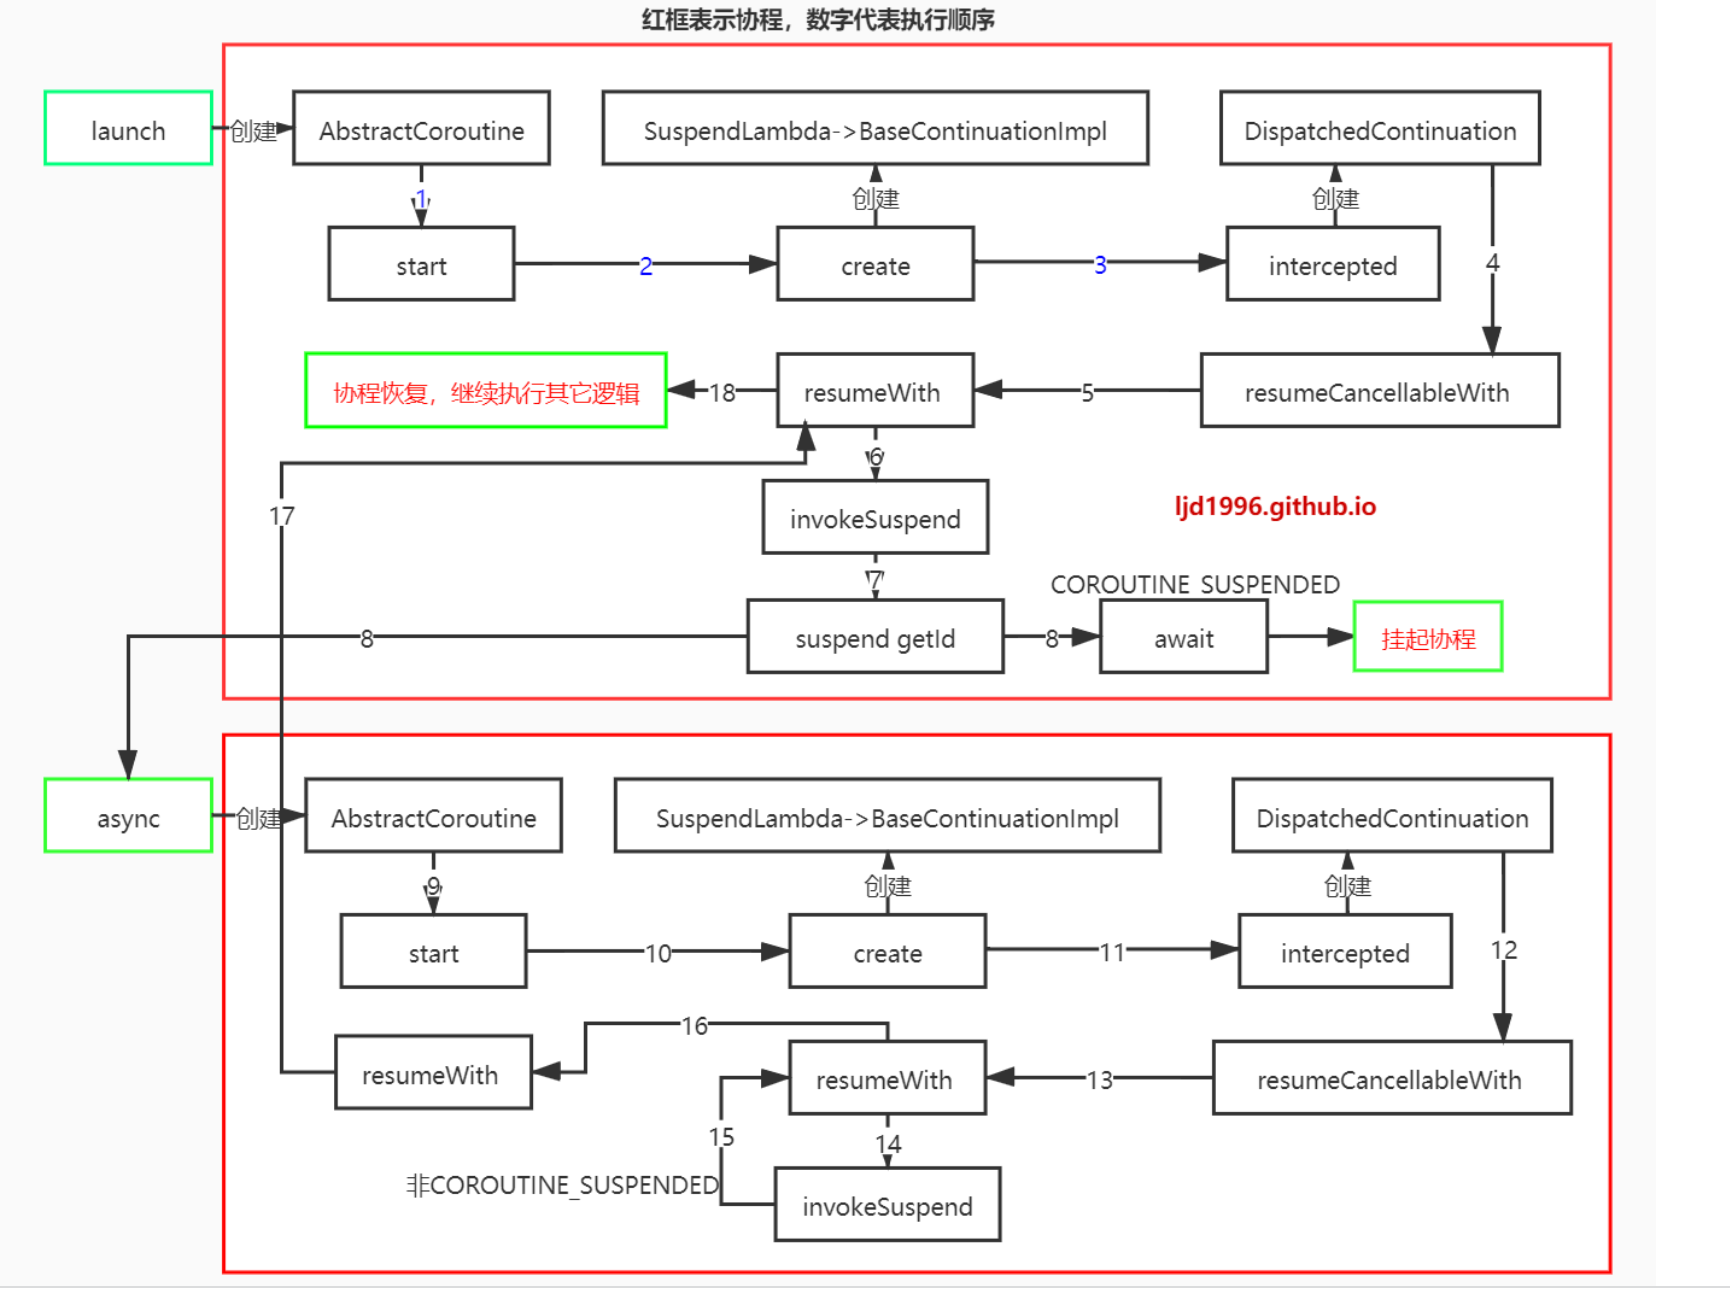 红框表示协程，数字代表执行顺序
launch
创建
AbstractCoroutine
SuspendLambda->BaseContinuationImpl
DispatchedContinuation
1
创建
创建
start
2
create
3
intercepted
4
协程恢复，继续执行其它逻辑
18
resumeWith
5
resumeCancellableWith
6
17
invokeSuspend
ljd1996.github.io
7
COROUTINE_SUSPENDED
8
suspend getId
8
await
挂起协程
async
创建
AbstractCoroutine
SuspendLambda->BaseContinuationImpl
DispatchedContinuation
9
创建
创建
start
10
create
11
intercepted
12
16
resumeWith
resumeWith
13
resumeCancellableWith
15
14
非COROUTINE_SUSPENDED
invokeSuspend